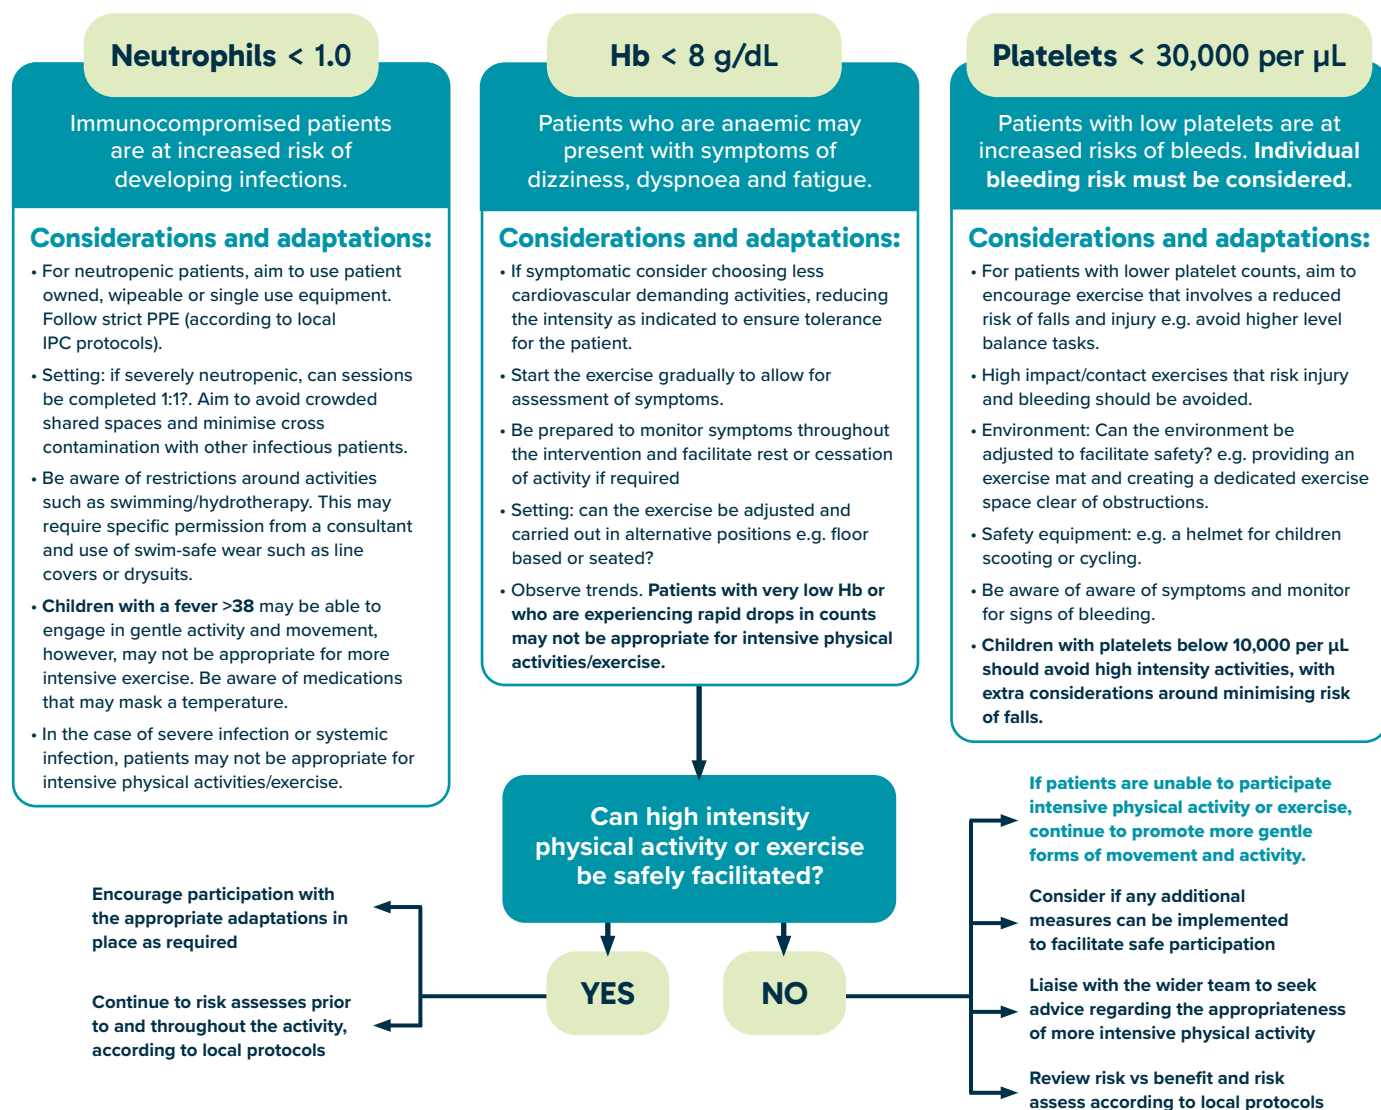 Neutrophils < 1.0
Immunocompromised patients
are at increased risk of
developing infections.
Considerations and adaptations:
• For neutropenic patients, aim to use patient
owned, wipeable or single use equipment.
Follow strict PPE (according to local
IPC protocols).
• Setting: if severely neutropenic, can sessions
be completed 1:1?. Aim to avoid crowded
shared spaces and minimise cross
contamination with other infectious patients.
• Be aware of restrictions around activities
such as swimming/hydrotherapy. This may
require specific permission from a consultant
and use of swim-safe wear such as line
covers or drysuits.
• Children with a fever >38 may be able to
engage in gentle activity and movement,
however, may not be appropriate for more
intensive exercise. Be aware of medications
that may mask a temperature.
• In the case of severe infection or systemic
infection, patients may not be appropriate for
intensive physical activities/exercise.
Hb < 8 g/dL
Patients who are anaemic may
present with symptoms of
dizziness, dyspnoea and fatigue.
Considerations and adaptations:
• If symptomatic consider choosing less
cardiovascular demanding activities, reducing
the intensity as indicated to ensure tolerance
for the patient.
• Start the exercise gradually to allow for
assessment of symptoms.
• Be prepared to monitor symptoms throughout
the intervention and facilitate rest or cessation
of activity if required
• Setting: can the exercise be adjusted and
carried out in alternative positions e.g. floor
based or seated?
• Observe trends. Patients with very low Hb or
who are experiencing rapid drops in counts
may not be appropriate for intensive physical
activities/exercise.
Platelets < 30,000 per μL
Patients with low platelets are at
increased risks of bleeds. Individual
bleeding risk must be considered.
Considerations and adaptations:
• For patients with lower platelet counts, aim to
encourage exercise that involves a reduced
risk of falls and injury e.g. avoid higher level
balance tasks.
• High impact/contact exercises that risk injury
and bleeding should be avoided.
• Environment: Can the environment be
adjusted to facilitate safety? e.g. providing an
exercise mat and creating a dedicated exercise
space clear of obstructions.
• Safety equipment: e.g. a helmet for children
scooting or cycling.
• Be aware of aware of symptoms and monitor
for signs of bleeding.
• Children with platelets below 10,000 per μL
should avoid high intensity activities, with
extra considerations around minimising risk
of falls.
Can high intensity
physical activity or exercise
be safely facilitated?
YES
NO
Encourage participation with
the appropriate adaptations in
place as required
Continue to risk assesses prior
to and throughout the activity,
according to local protocols
If patients are unable to participate
intensive physical activity or exercise,
continue to promote more gentle
forms of movement and activity.
Consider if any additional
measures can be implemented
to facilitate safe participation
Liaise with the wider team to seek
advice regarding the appropriateness
of more intensive physical activity
Review risk vs benefit and risk
assess according to local protocols